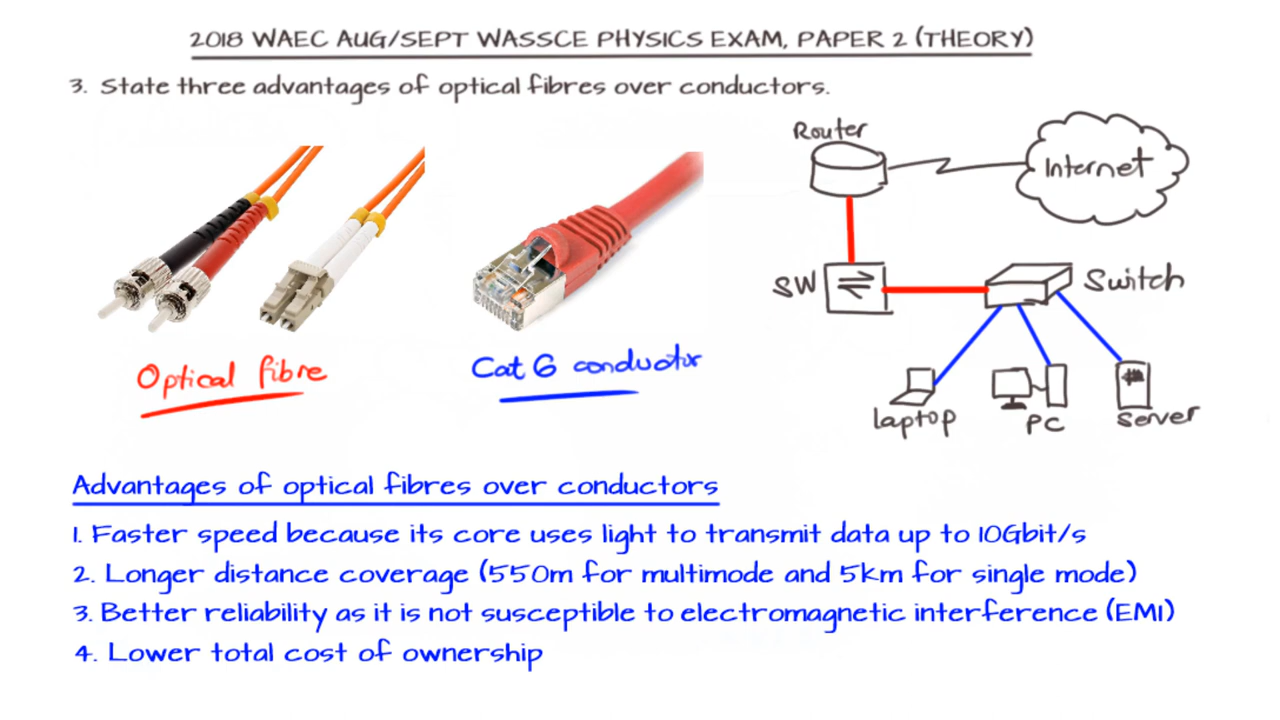 2018 WAEC AUG/SEPT WASSCE PHYSICS EXAM, PAPER 2 (THEORY)
3. State three advantages of optical fibres over conductors.
Router
Internet
SW
Switch
Optical fibre
Cat 6 conductor
laptop
PC
Server
Advantages of optical fibres over conductors
1. Faster speed because its core uses light to transmit data up to 10Gbit/s
2. Longer distance coverage (550m for multimode and 5km for single mode)
3. Better reliability as it is not susceptible to electromagnetic interference (EMI)
4. Lower total cost of ownership